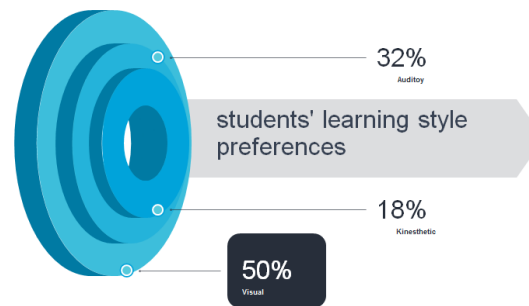 32%
Auditoy
students' learning style
preferences
18%
Kinesthetic
50%
Visual